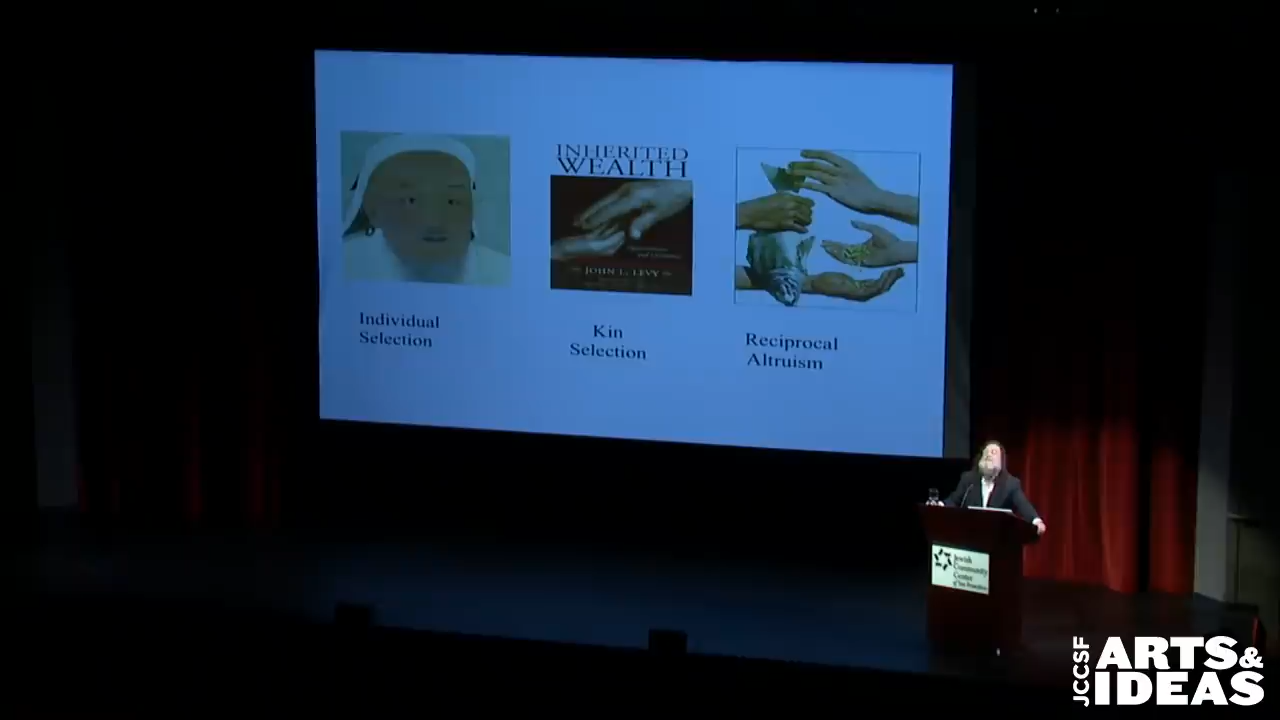 INHERITED
WEALTH
JOHN L. LEVY
Individual
Selection
Kin
Selection
Reciprocal
Altruism
Jewish
Community
Center
of San Francisco
JCCSF
ARTS&
IDEAS